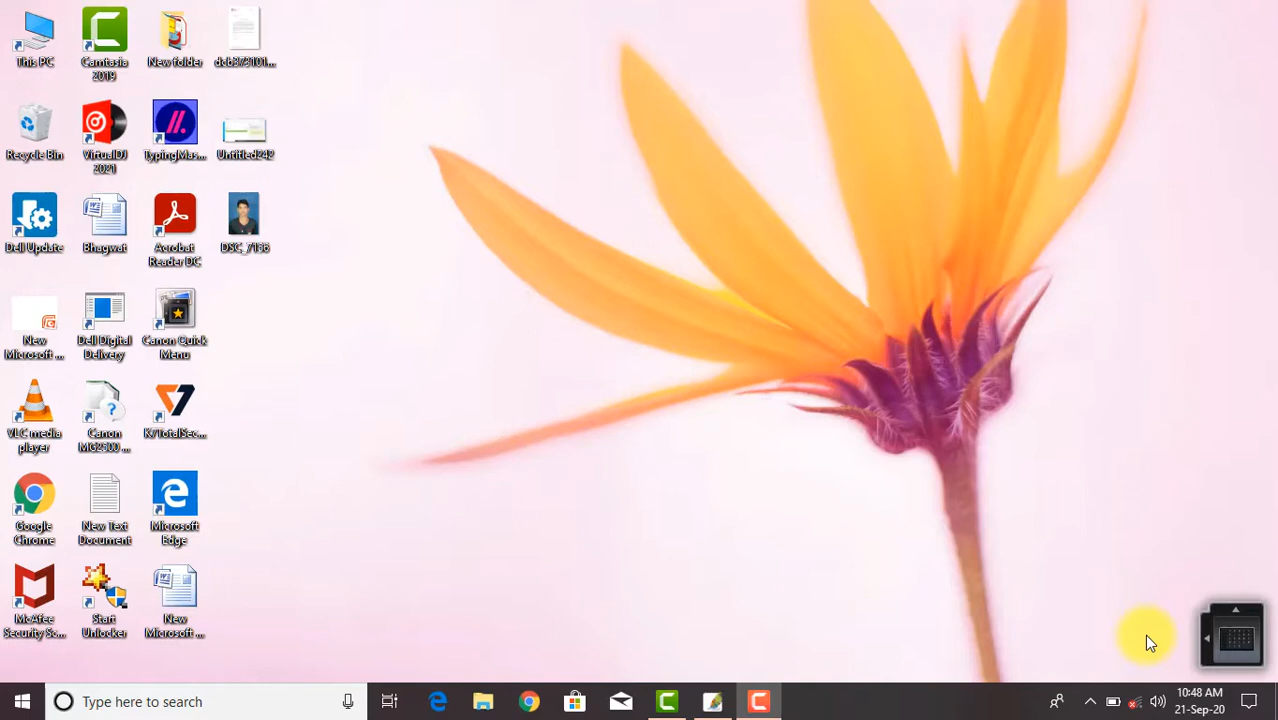 This PC
Camtasia
2019
New folder
Recycle Bin
VirtualDJ
2021
TypingMas...
Untitled242
Dell Update
Bhagwat
Acrobat
Reader DC
New
Microsoft ...
Dell Digital
Delivery
Canon Quick
Menu
VLC media
player
Canon
MG2500 ...
K7TotalSec...
Google
Chrome
New Text
Document
Microsoft
Edge
McAfee
Security Sc...
Start
Unlocker
New
Microsoft ...
Type here to search
10:48 AM
21-Sep-20